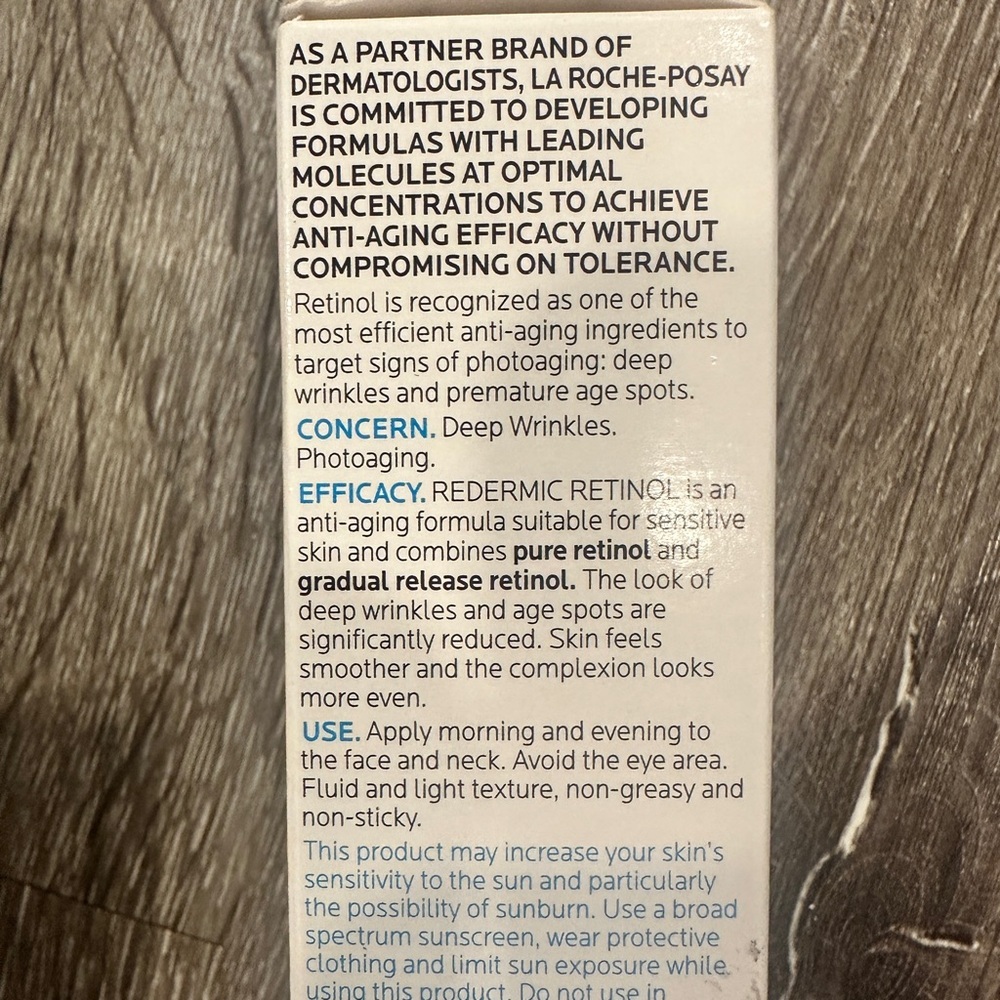 AS A PARTNER BRAND OF
DERMATOLOGISTS, LA ROCHE-POSAY
IS COMMITTED TO DEVELOPING
FORMULAS WITH LEADING
MOLECULES AT OPTIMAL
CONCENTRATIONS TO ACHIEVE
ANTI-AGING EFFICACY WITHOUT
COMPROMISING ON TOLERANCE.
Retinol is recognized as one of the
most efficient anti-aging ingredients to
target signs of photoaging: deep
wrinkles and premature age spots.
CONCERN. Deep Wrinkles.
Photoaging.
EFFICACY. REDERMIC RETINOL is an
anti-aging formula suitable for sensitive
skin and combines pure retinol and
gradual release retinol. The look of
deep wrinkles and age spots are
significantly reduced. Skin feels
smoother and the complexion looks
more even.
USE. Apply morning and evening to
the face and neck. Avoid the eye area.
Fluid and light texture, non-greasy and
non-sticky.
This product may increase your skin's
sensitivity to the sun and particularly
the possibility of sunburn. Use a broad
spectrum sunscreen, wear protective
clothing and limit sun exposure while
using this product. Do not use in